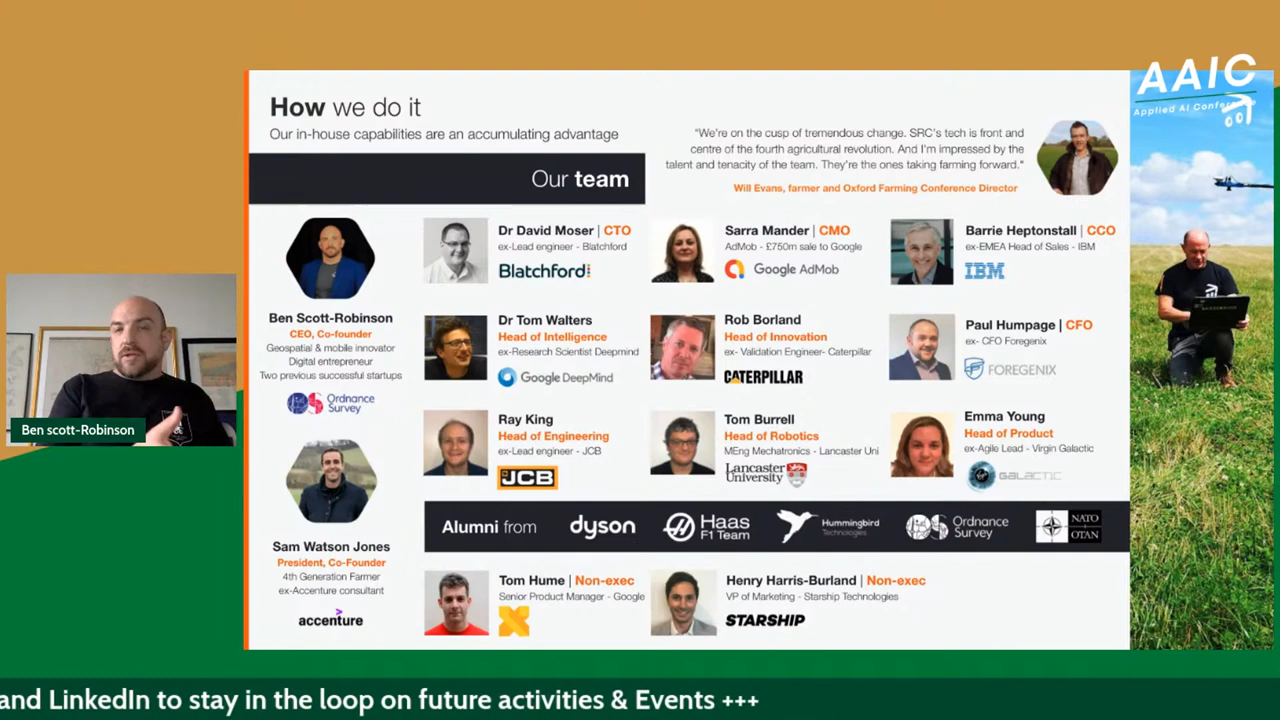 AAIC
Applied AI Confe
How we do it
Our in-house capabilities are an accumulating advantage
Our team
"We're on the cusp of tremendous change. SRC's tech is front and
centre of the fourth agricultural revolution. And I'm impressed by the
talent and tenacity of the team. They're the ones taking farming forward."
Will Evans, farmer and Oxford Farming Conference Director
Ben Scott-Robinson
CEO, Co-founder
Geospatial & mobile innovator
Digital entrepreneur
Two previous successful startups
OS Ordnance
Survey
Sam Watson Jones
President, Co-Founder
4th Generation Farmer
ex-Accenture consultant
accenture
Dr David Moser | CTO
ex-Lead engineer - Blatchford
Blatchford
Sarra Mander | CMO
AdMob - £750m sale to Google
Google AdMob
Barrie Heptonstall | CCO
ex-EMEA Head of Sales - IBM
IBM
Dr Tom Walters
Head of Intelligence
ex-Research Scientist Deepmind
Google DeepMind
Rob Borland
Head of Innovation
ex- Validation Engineer- Caterpillar
CATERPILLAR
Paul Humpage | CFO
ex- CFO Foregenix
FOREGENIX
Ray King
Head of Engineering
ex-Lead engineer - JCB
JCB
Tom Burrell
Head of Robotics
MEng Mechatronics - Lancaster Uni
Lancaster
University
Emma Young
Head of Product
ex-Agile Lead - Virgin Galactic
GALACTIC
Alumni from
dyson
Haas
F1 Team
Hummingbird
Technologies
OS Ordnance
Survey
NATO
OTAN
Tom Hume | Non-exec
Senior Product Manager - Google
Henry Harris-Burland | Non-exec
VP of Marketing - Starship Technologies
STARSHIP
Ben scott-Robinson
and LinkedIn to stay in the loop on future activities & Events +++